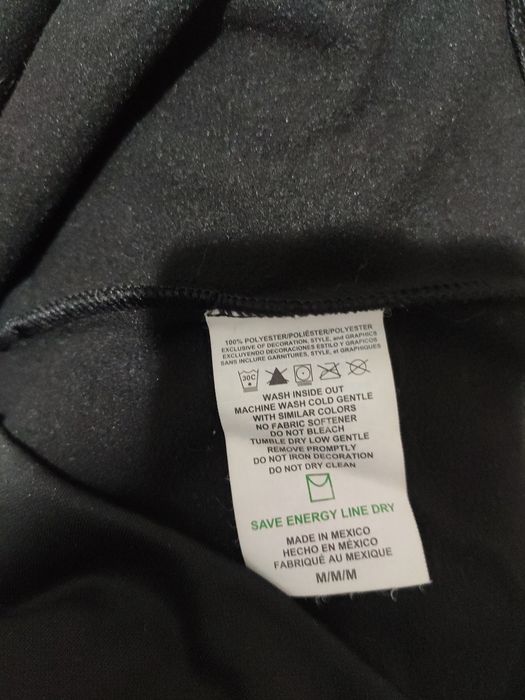 100% POLYESTER/POLIÉSTER/POLYESTER
EXCLUSIVE OF DECORATION, STYLE, and GRAPHICS
EXCLUYENDO DECORACIONES ESTILO Y GRAFICOS
SANS INCLURE GARNITURES, STYLE, et GRAPHIQUES
30C
WASH INSIDE OUT
MACHINE WASH COLD GENTLE
WITH SIMILAR COLORS
NO FABRIC SOFTENER
DO NOT BLEACH
TUMBLE DRY LOW GENTLE
REMOVE PROMPTLY
DO NOT IRON DECORATION
DO NOT DRY CLEAN
SAVE ENERGY LINE DRY
MADE IN MEXICO
HECHO EN MÉXICO
FABRIQUÉ AU MEXIQUE
M/M/M